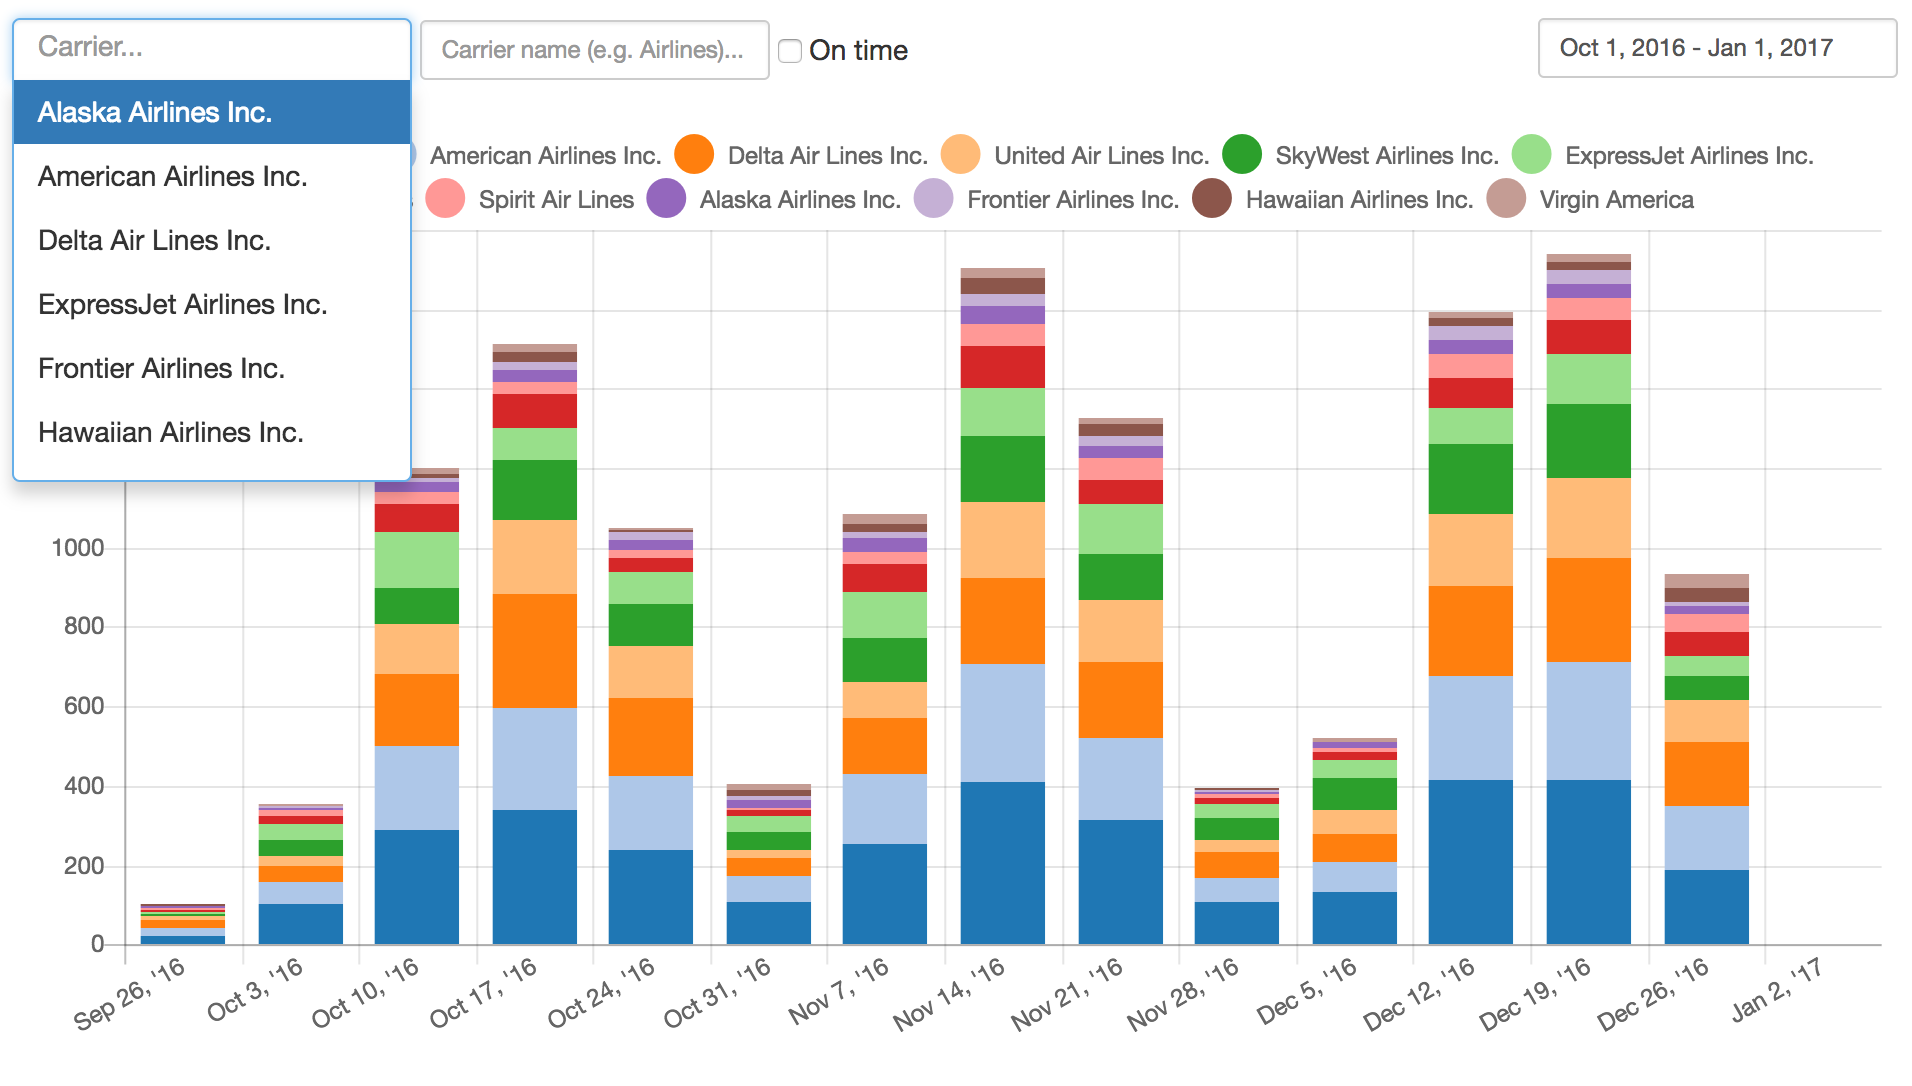 Carrier...
Carrier name (e.g. Airlines)...
On time
Oct 1, 2016 - Jan 1, 2017
Alaska Airlines Inc.
American Airlines Inc.
Delta Air Lines Inc.
ExpressJet Airlines Inc.
Frontier Airlines Inc.
Hawaiian Airlines Inc.
American Airlines Inc. Delta Air Lines Inc. United Air Lines Inc. SkyWest Airlines Inc. ExpressJet Airlines Inc.
Spirit Air Lines Alaska Airlines Inc. Frontier Airlines Inc. Hawaiian Airlines Inc. Virgin America
1000
800
600
400
200
0
Sep 26, '16 Oct 3, '16 Oct 10, '16 Oct 17, '16 Oct 24, '16 Oct 31, '16 Nov 7, '16 Nov 14, '16 Nov 21, '16 Nov 28, '16 Dec 5, '16 Dec 12, '16 Dec 19, '16 Dec 26, '16 Jan 2, '17